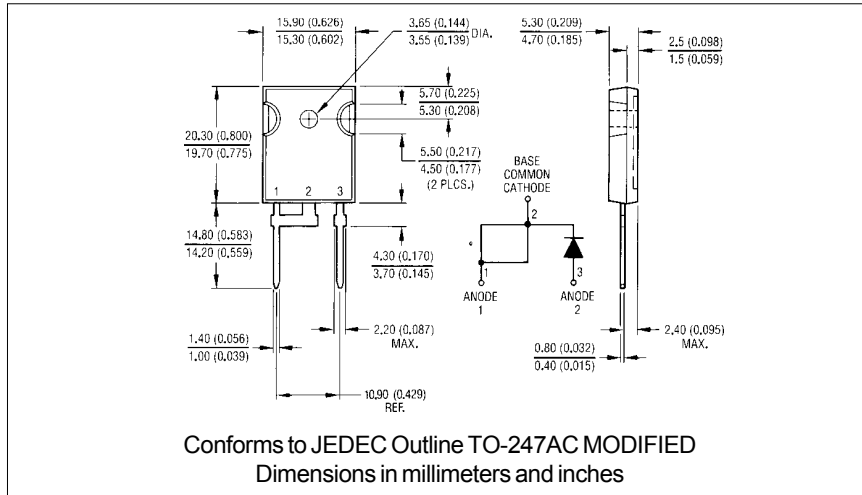 15.90 (0.626)
15.30 (0.602)
3.65 (0.144)
3.55 (0.139)
DIA.
5.30 (0.209)
4.70 (0.185)
2.5 (0.098)
1.5 (0.059)
5.70 (0.225)
5.30 (0.208)
20.30 (0.800)
19.70 (0.775)
5.50 (0.217)
4.50 (0.177)
(2 PLCS.)
1 2 3
BASE
COMMON
CATHODE
2
14.80 (0.583)
14.20 (0.559)
4.30 (0.170)
3.70 (0.145)
1
ANODE
1
3
ANODE
2
1.40 (0.056)
1.00 (0.039)
2.20 (0.087)
MAX.
0.80 (0.032)
0.40 (0.015)
2.40 (0.095)
MAX.
10.90 (0.429)
REF.
Conforms to JEDEC Outline TO-247AC MODIFIED
Dimensions in millimeters and inches